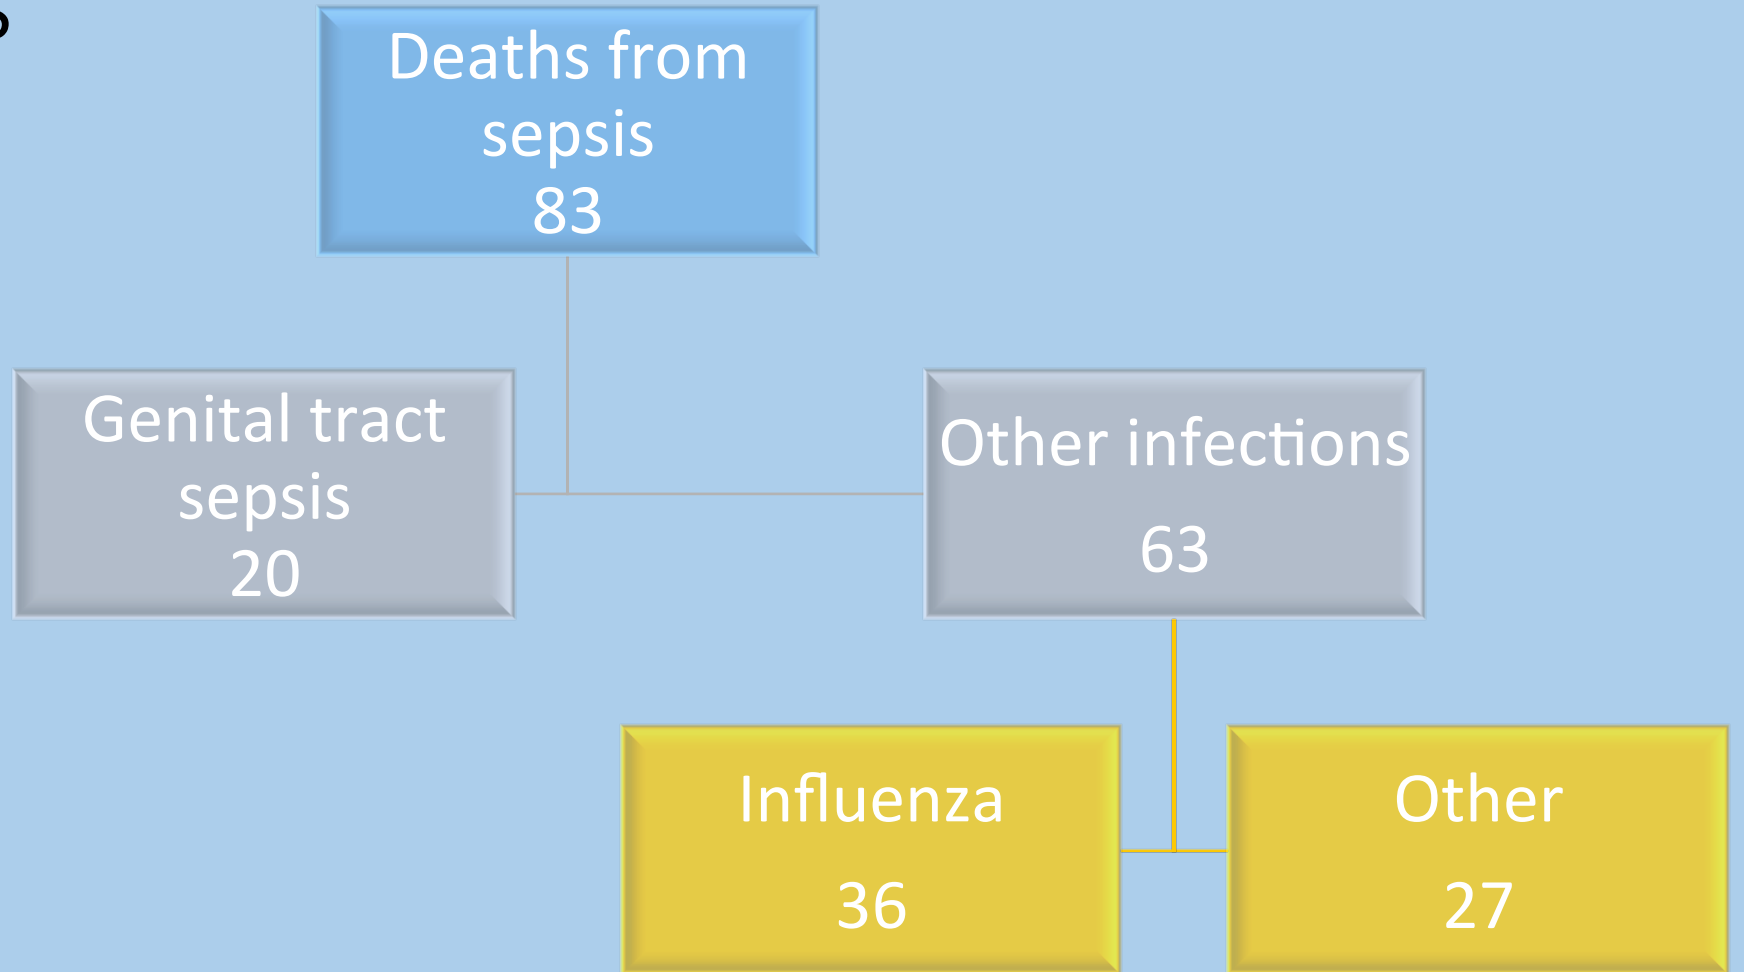 Deaths from
sepsis
83
Genital tract
sepsis
20
Other infections
63
Influenza
36
Other
27